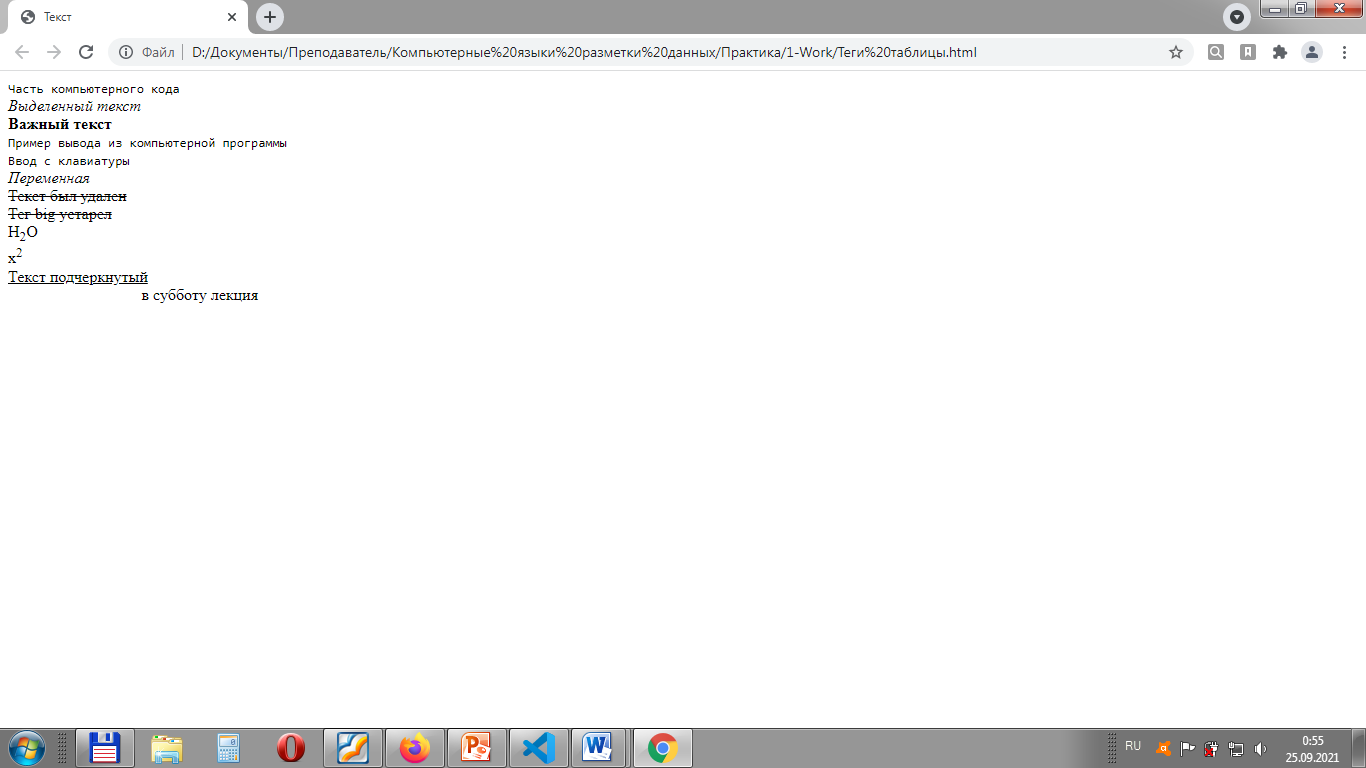 Текст
Файл
D:/Документы/Преподаватель/Компьютерные%20языки%20разметки%20данных/Практика/1-Work/Теги%20таблицы.html
Часть компьютерного кода
Выделенный текст
Важный текст
Пример вывода из компьютерной программы
Ввод с клавиатуры
Переменная
Текст был удален
Тег big устарел
H2O
x2
Текст подчеркнутый
в субботу лекция
RU
0:55
25.09.2021